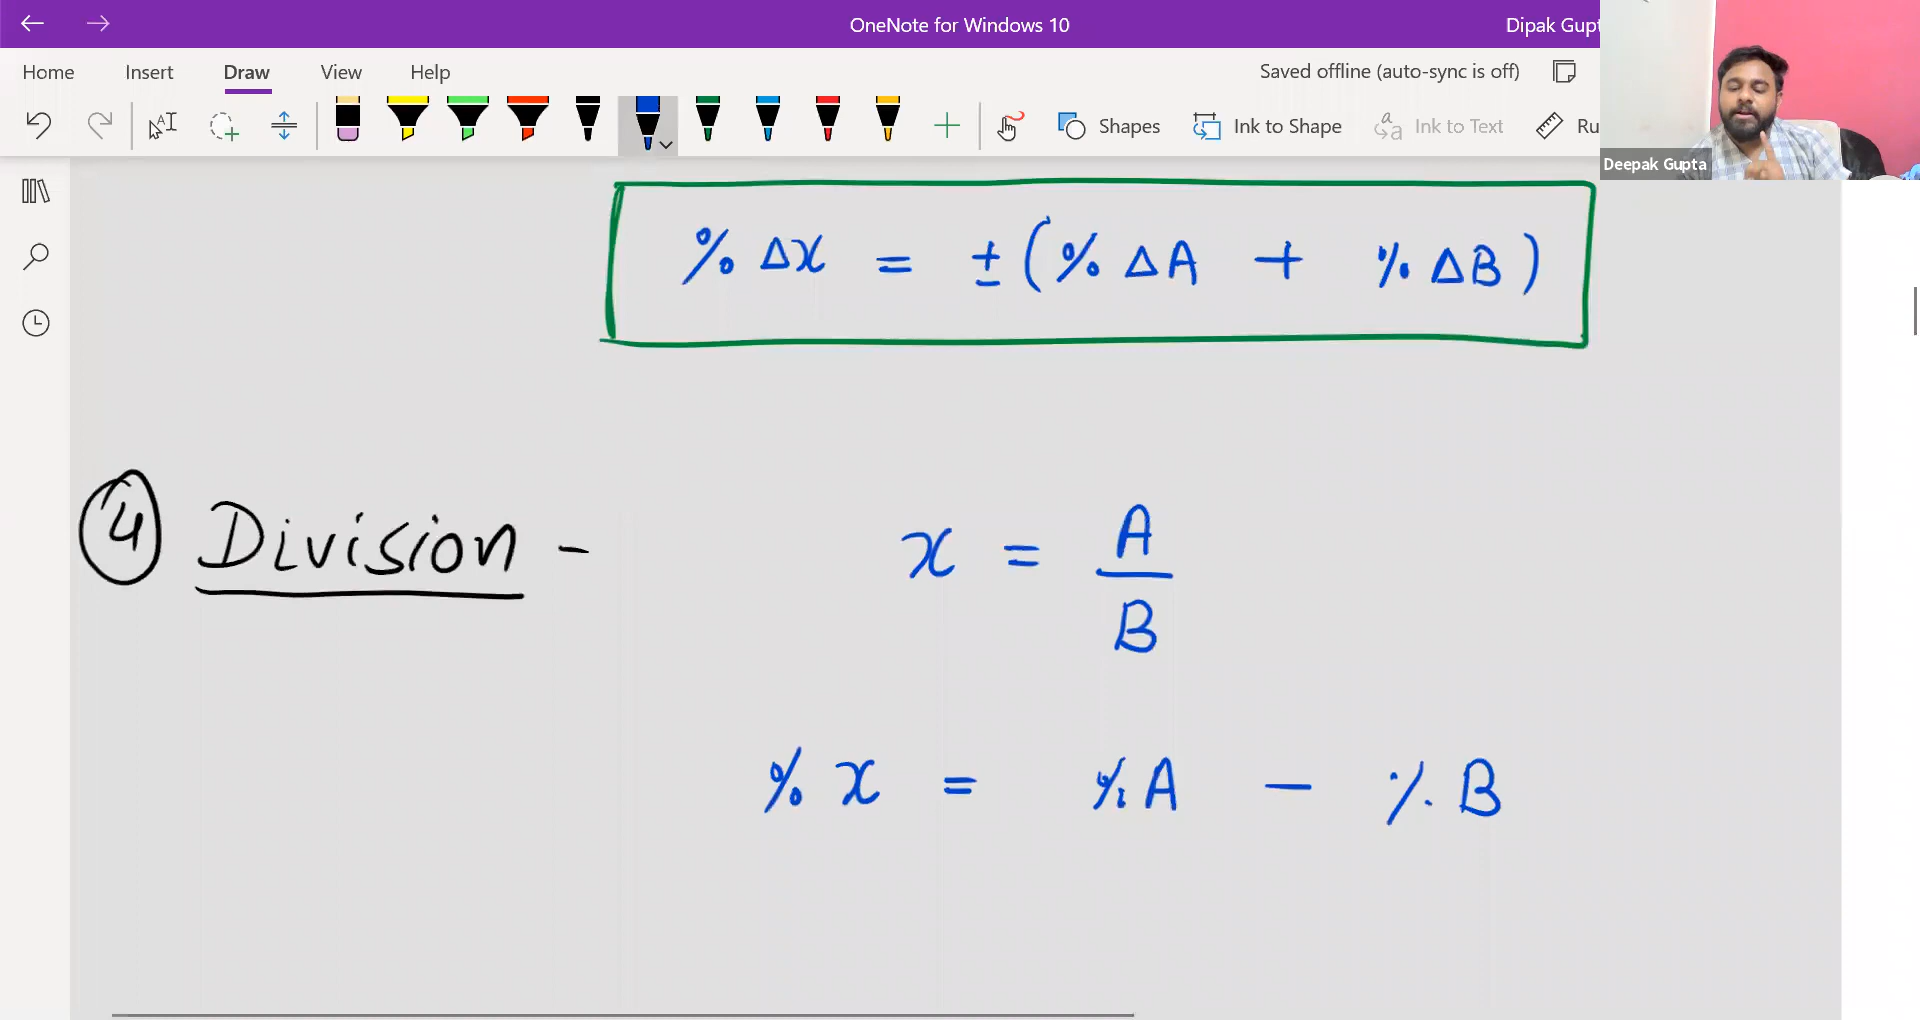 OneNote for Windows 10
Dipak Gupt
Home Insert Draw View Help
Saved offline (auto-sync is off)
Shapes Ink to Shape Ink to Text Ru
Deepak Gupta
% Δx = ± (% ΔA + % ΔB)
④ Division - x = A/B
% x = % A - % B